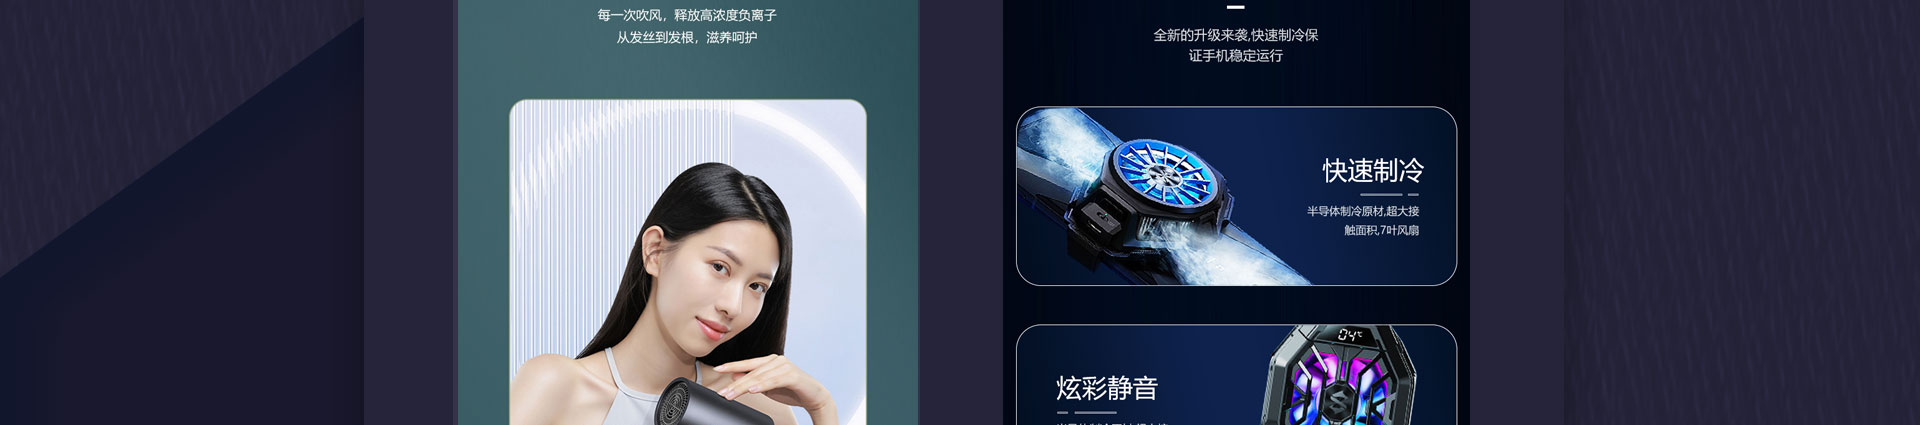 每一次吹风，释放高浓度负离子
从发丝到发根，滋养呵护
全新的升级来袭,快速制冷保
证手机稳定运行
快速制冷
半导体制冷原材,超大接
触面积,7叶风扇
04℃
炫彩静音